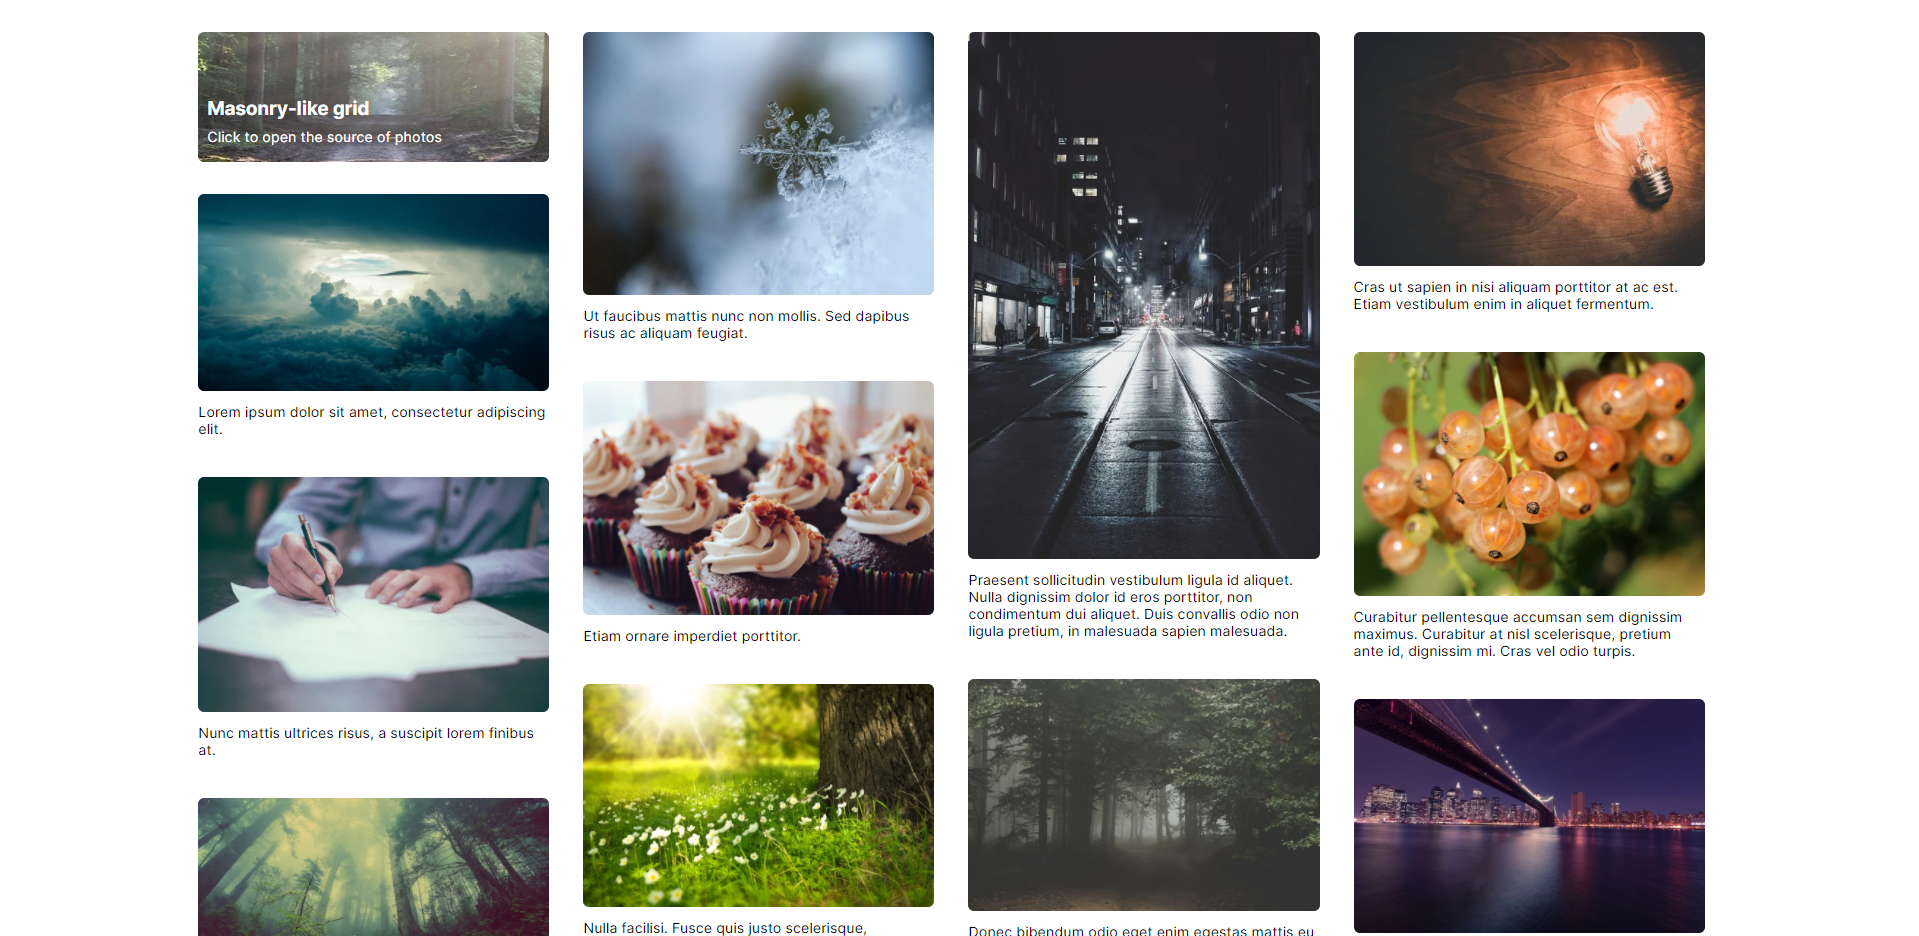 Masonry-like grid
Click to open the source of photos
Lorem ipsum dolor sit amet, consectetur adipiscing
elit.
Nunc mattis ultrices risus, a suscipit lorem finibus
at.
Ut faucibus mattis nunc non mollis. Sed dapibus
risus ac aliquam feugiat.
Etiam ornare imperdiet porttitor.
Nulla facilisi. Fusce quis justo scelerisque,
Praesent sollicitudin vestibulum ligula id aliquet.
Nulla dignissim dolor id eros porttitor, non
condimentum dui aliquet. Duis convallis odio non
ligula pretium, in malesuada sapien malesuada.
Donec bibendum odio eget enim egestas mattis eu
Cras ut sapien in nisi aliquam porttitor at ac est.
Etiam vestibulum enim in aliquet fermentum.
Curabitur pellentesque accumsan sem dignissim
maximus. Curabitur at nisl scelerisque, pretium
ante id, dignissim mi. Cras vel odio turpis.